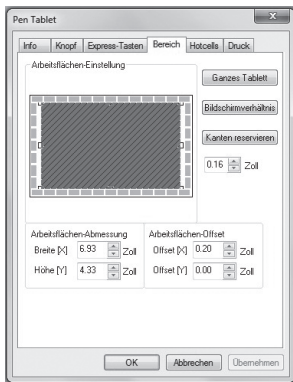 Pen Tablet
Info Knopf Express-Tasten Bereich Hotcells Druck
Arbeitsflächen-Einstellung
Ganzes Tablett
Bildschirmverhältnis
Kanten reservieren
0.16 Zoll
Arbeitsflächen-Abmessung
Breite [X] 6.93 Zoll
Höhe [Y] 4.33 Zoll
Arbeitsflächen-Offset
Offset [X] 0.20 Zoll
Offset [Y] 0.00 Zoll
OK Abbrechen Übernehmen